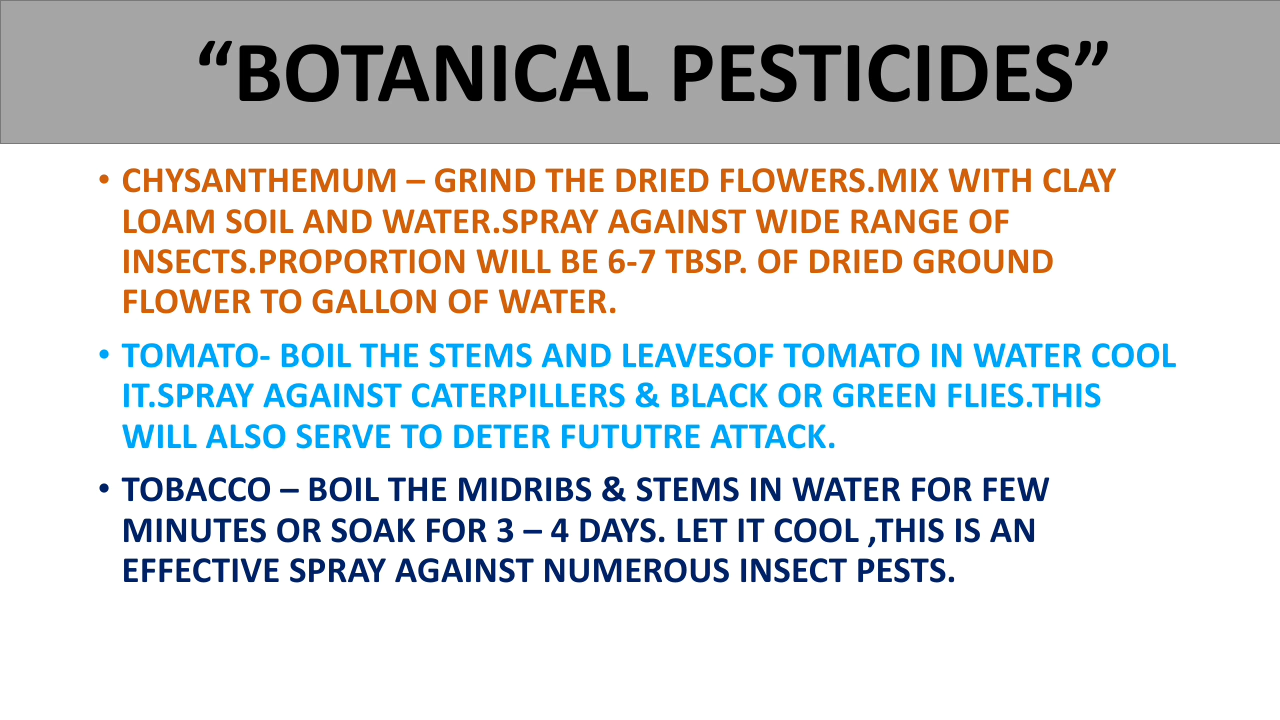 “BOTANICAL PESTICIDES”
• CHYSANTHEMUM – GRIND THE DRIED FLOWERS.MIX WITH CLAY
LOAM SOIL AND WATER.SPRAY AGAINST WIDE RANGE OF
INSECTS.PROPORTION WILL BE 6-7 TBSP. OF DRIED GROUND
FLOWER TO GALLON OF WATER.
• TOMATO- BOIL THE STEMS AND LEAVESOF TOMATO IN WATER COOL
IT.SPRAY AGAINST CATERPILLERS & BLACK OR GREEN FLIES.THIS
WILL ALSO SERVE TO DETER FUTUTRE ATTACK.
• TOBACCO – BOIL THE MIDRIBS & STEMS IN WATER FOR FEW
MINUTES OR SOAK FOR 3 – 4 DAYS. LET IT COOL ,THIS IS AN
EFFECTIVE SPRAY AGAINST NUMEROUS INSECT PESTS.